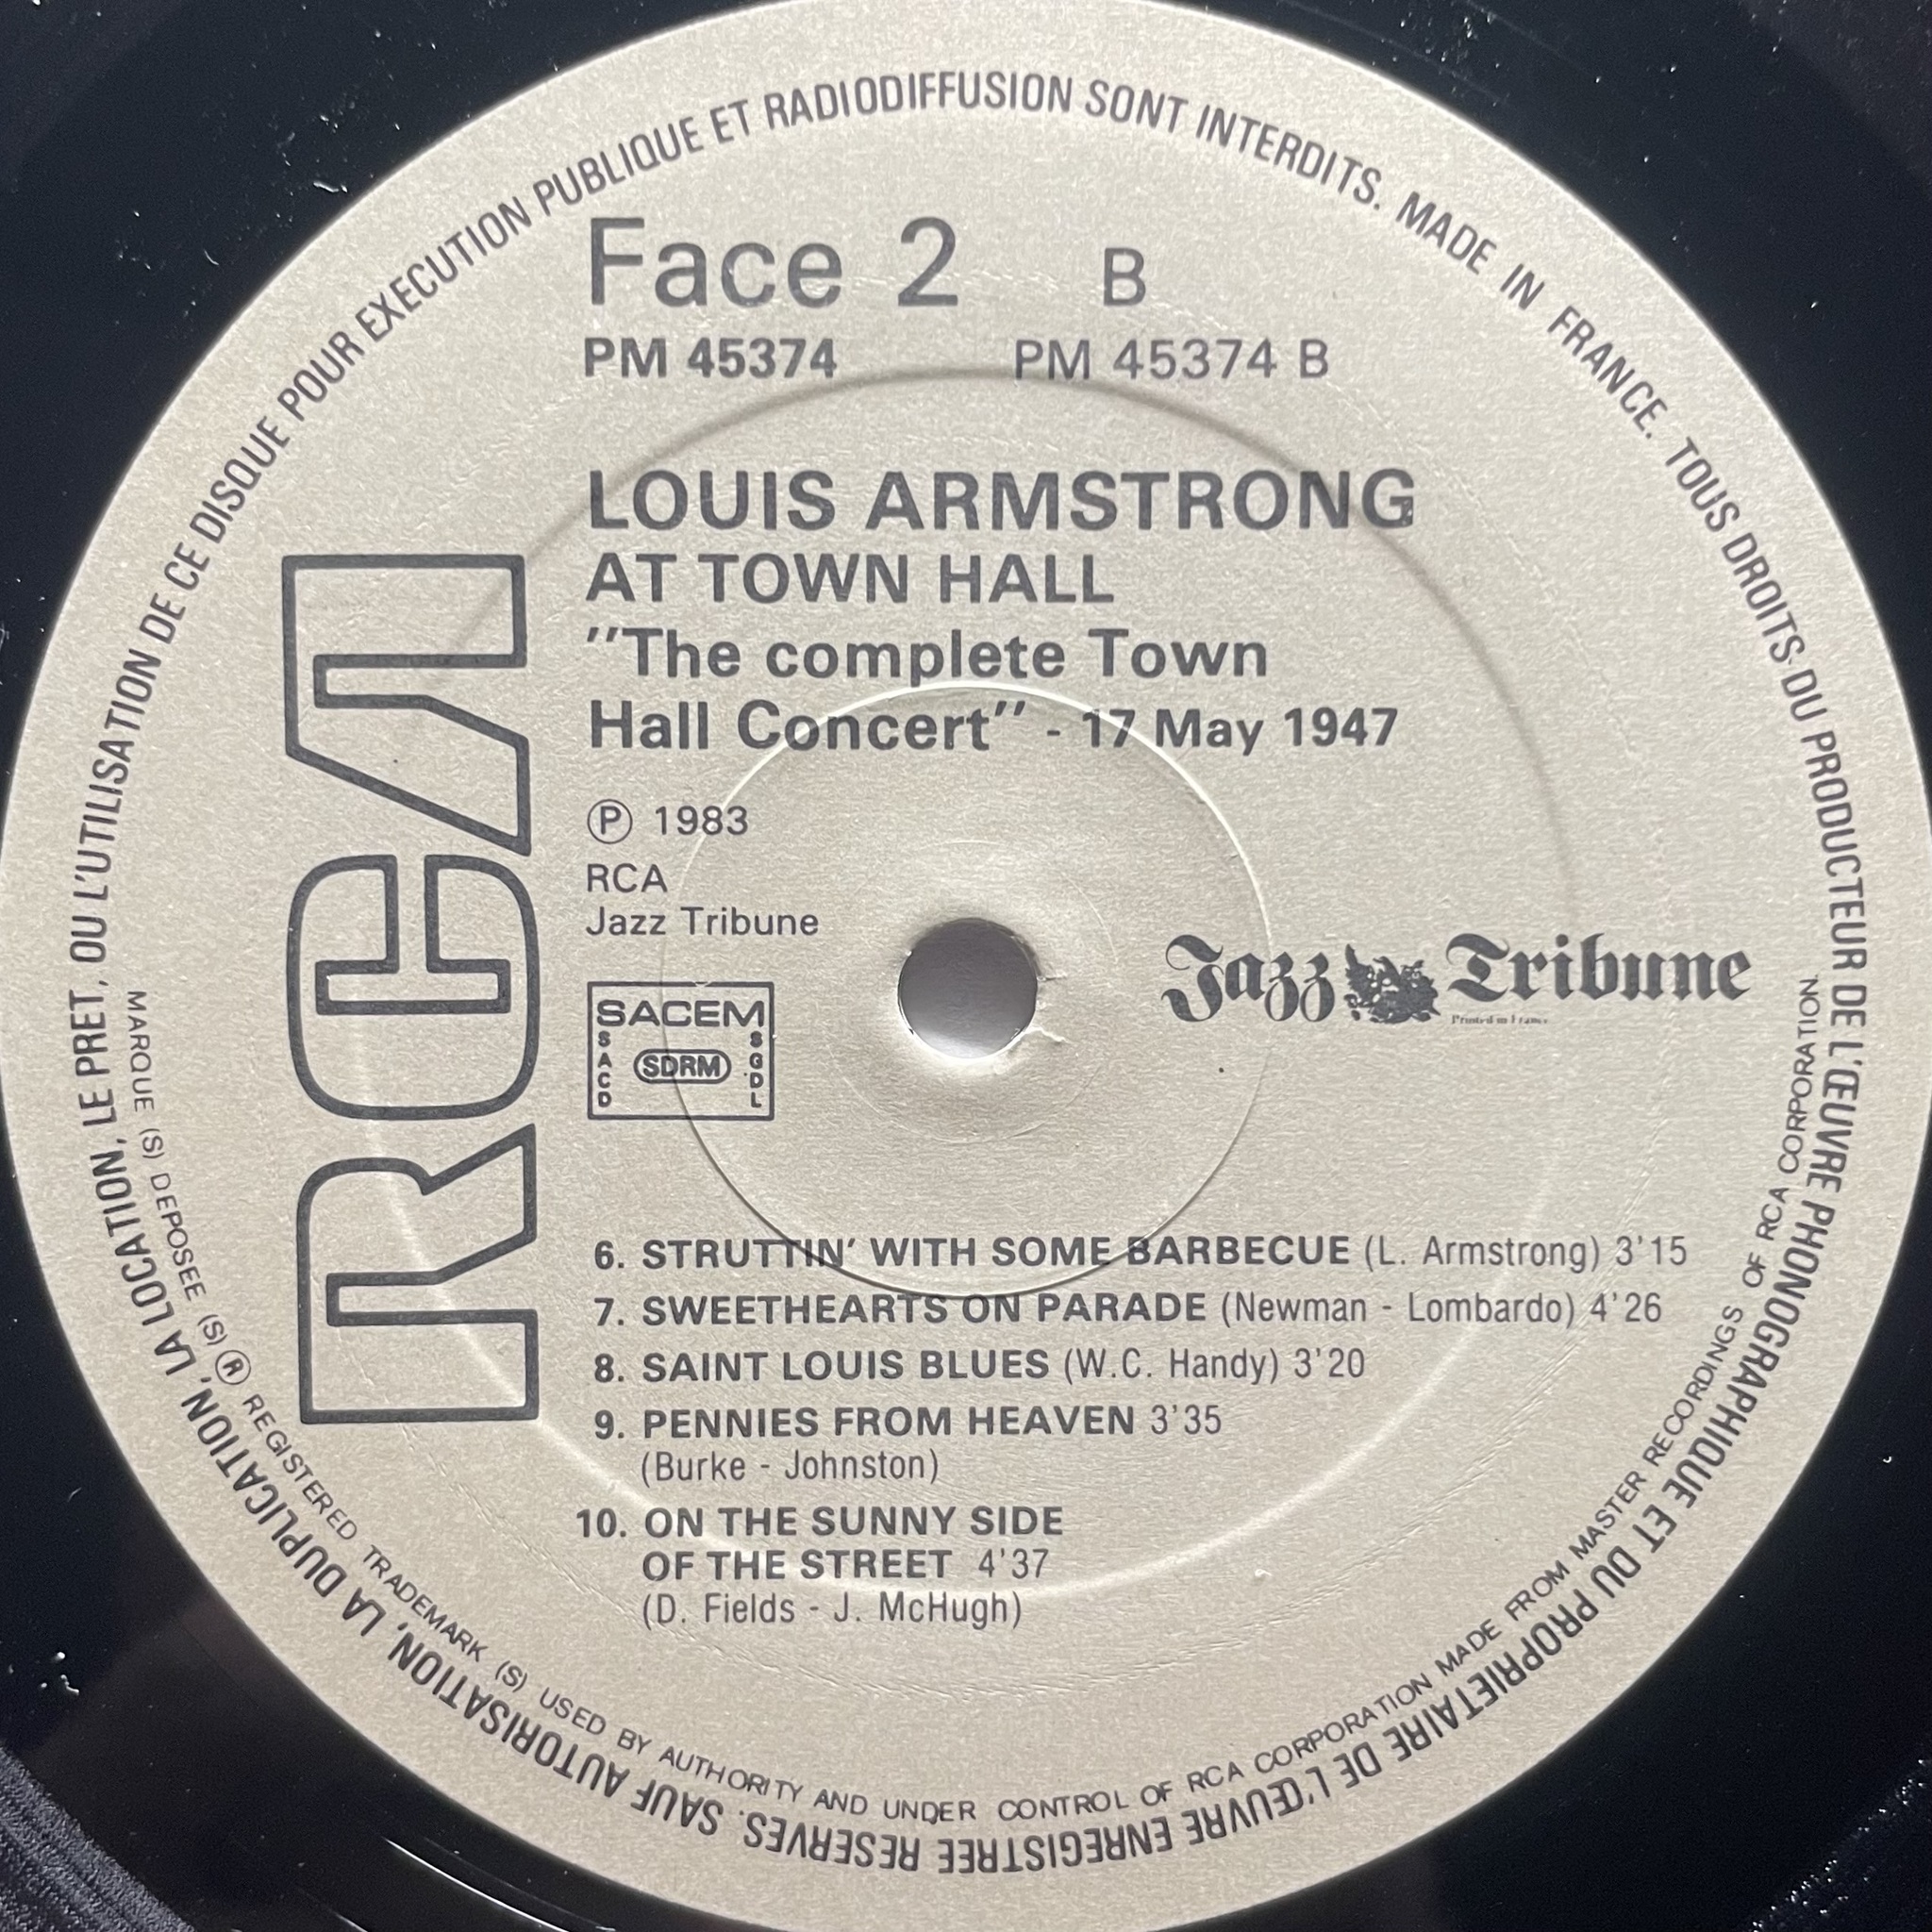 Face 2 B
PM 45374 PM 45374 B
LOUIS ARMSTRONG
AT TOWN HALL
"The complete Town
Hall Concert" - 17 May 1947
Ⓟ 1983
RCA
Jazz Tribune
RCA
SACEM
SACD
SDRM
SGDL
Jazz Tribune
Printed in France
6. STRUTTIN' WITH SOME BARBECUE (L. Armstrong) 3'15
7. SWEETHEARTS ON PARADE (Newman - Lombardo) 4'26
8. SAINT LOUIS BLUES (W.C. Handy) 3'20
9. PENNIES FROM HEAVEN 3'35
(Burke - Johnston)
10. ON THE SUNNY SIDE
OF THE STREET 4'37
(D. Fields - J. McHugh)
MADE IN FRANCE. TOUS DROITS DU PRODUCTEUR DE L'ŒUVRE PHONOGRAPHIQUE ET DU PROPRIETAIRE DE L'ŒUVRE ENREGISTREE RESERVES. SAUF AUTORISATION, LA DUPLICATION, LA LOCATION, LE PRET, OU L'UTILISATION DE CE DISQUE POUR EXECUTION PUBLIQUE ET RADIODIFFUSION SONT INTERDITS.
MARQUE (S) DEPOSEE (S) ® REGISTERED TRADEMARK (S) USED BY AUTHORITY AND UNDER CONTROL OF RCA CORPORATION MADE FROM MASTER RECORDINGS OF RCA CORPORATION.